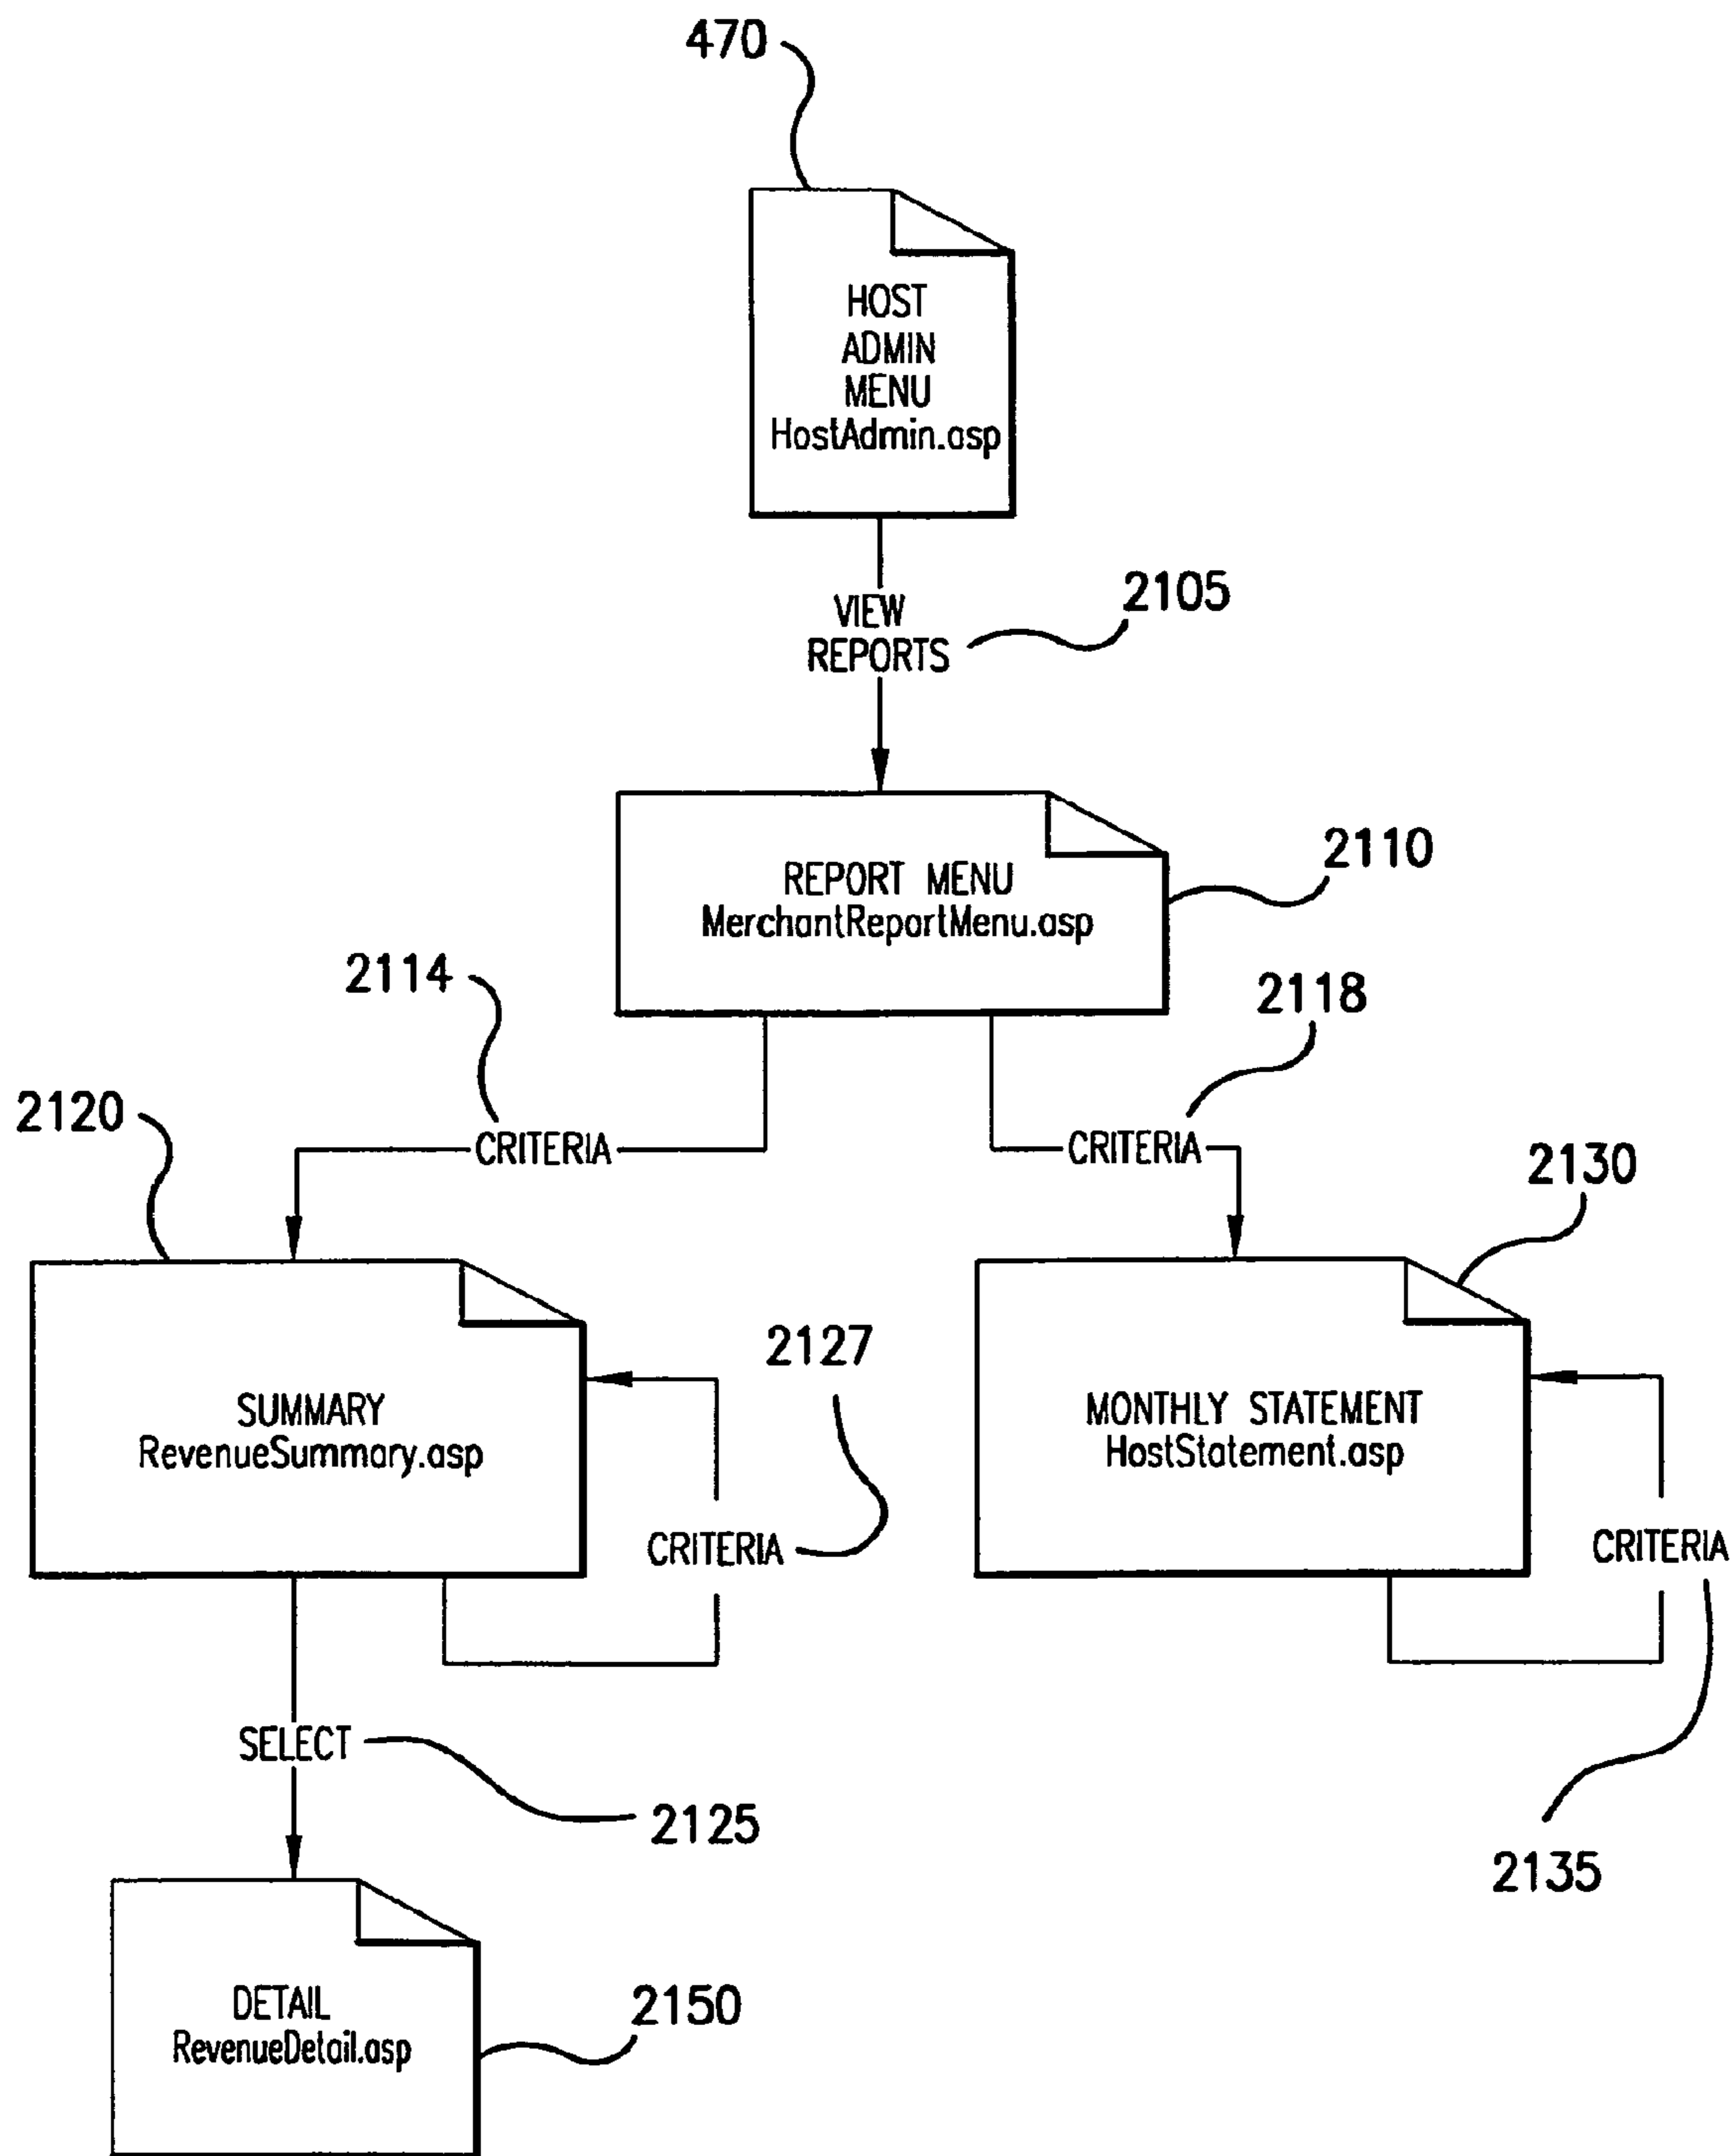 470
HOST
ADMIN
MENU
HostAdmin.asp
VIEW
REPORTS
2105
REPORT MENU
MerchantReportMenu.asp
2110
2114
2118
CRITERIA
CRITERIA
2120
2130
SUMMARY
RevenueSummary.asp
2127
CRITERIA
MONTHLY STATEMENT
HostStatement.asp
CRITERIA
SELECT
2125
2135
DETAIL
RevenueDetail.asp
2150